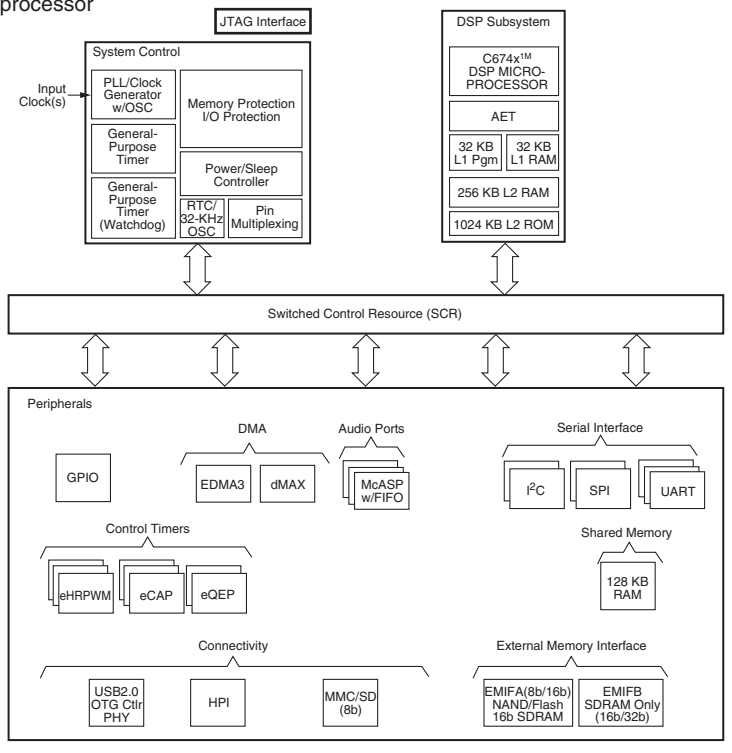 processor
JTAG Interface
System Control
Input
Clock(s)
PLL/Clock
Generator
w/OSC
General-
Purpose
Timer
General-
Purpose
Timer
(Watchdog)
Memory Protection
I/O Protection
Power/Sleep
Controller
RTC/
32-KHz
OSC
Pin
Multiplexing
DSP Subsystem
C674x™
DSP MICRO-
PROCESSOR
AET
32 KB
L1 Pgm
32 KB
L1 RAM
256 KB L2 RAM
1024 KB L2 ROM
Switched Control Resource (SCR)
Peripherals
GPIO
DMA
EDMA3
dMAX
Audio Ports
McASP
w/FIFO
Serial Interface
I²C
SPI
UART
Control Timers
eHRPWM
eCAP
eQEP
Shared Memory
128 KB
RAM
Connectivity
USB2.0
OTG Ctlr
PHY
HPI
MMC/SD
(8b)
External Memory Interface
EMIFA(8b/16b)
NAND/Flash
16b SDRAM
EMIFB
SDRAM Only
(16b/32b)